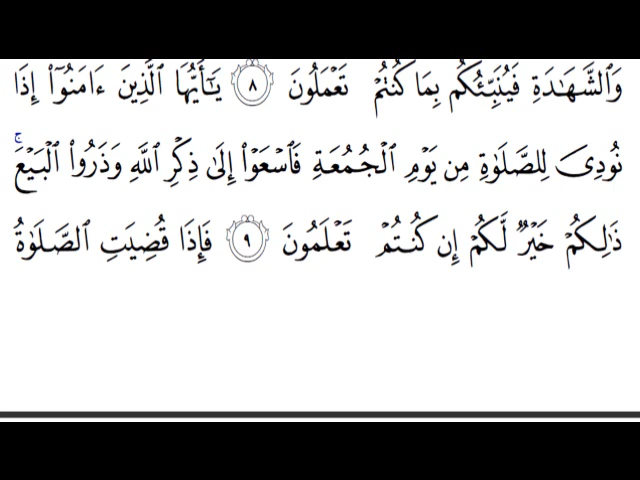 وَٱلشَّهَٰدَةِ فَيُنَبِّئُكُم بِمَا كُنتُمْ تَعْمَلُونَ ٨ يَٰٓأَيُّهَا ٱلَّذِينَ ءَامَنُوٓا۟ إِذَا
نُودِىَ لِلصَّلَوٰةِ مِن يَوْمِ ٱلْجُمُعَةِ فَٱسْعَوْا۟ إِلَىٰ ذِكْرِ ٱللَّهِ وَذَرُوا۟ ٱلْبَيْعَ ۚ
ذَٰلِكُمْ خَيْرٌ لَّكُمْ إِن كُنتُمْ تَعْلَمُونَ ٩ فَإِذَا قُضِيَتِ ٱلصَّلَوٰةُ